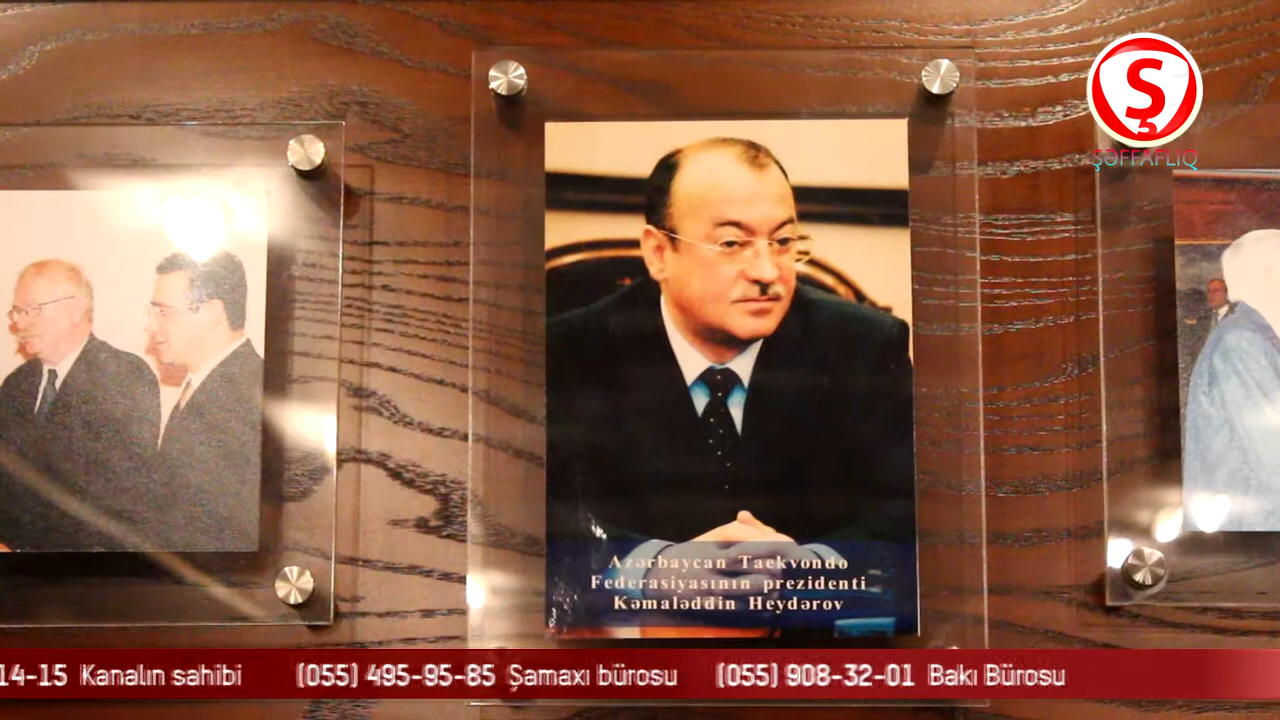 Ş
ŞƏFFAFLIQ
Azərbaycan Taekvondo
Federasiyasının prezidenti
Kəmaləddin Heydərov
14-15 Kanalın sahibi (055) 495-95-85 Şamaxı bürosu (055) 908-32-01 Bakı Bürosu